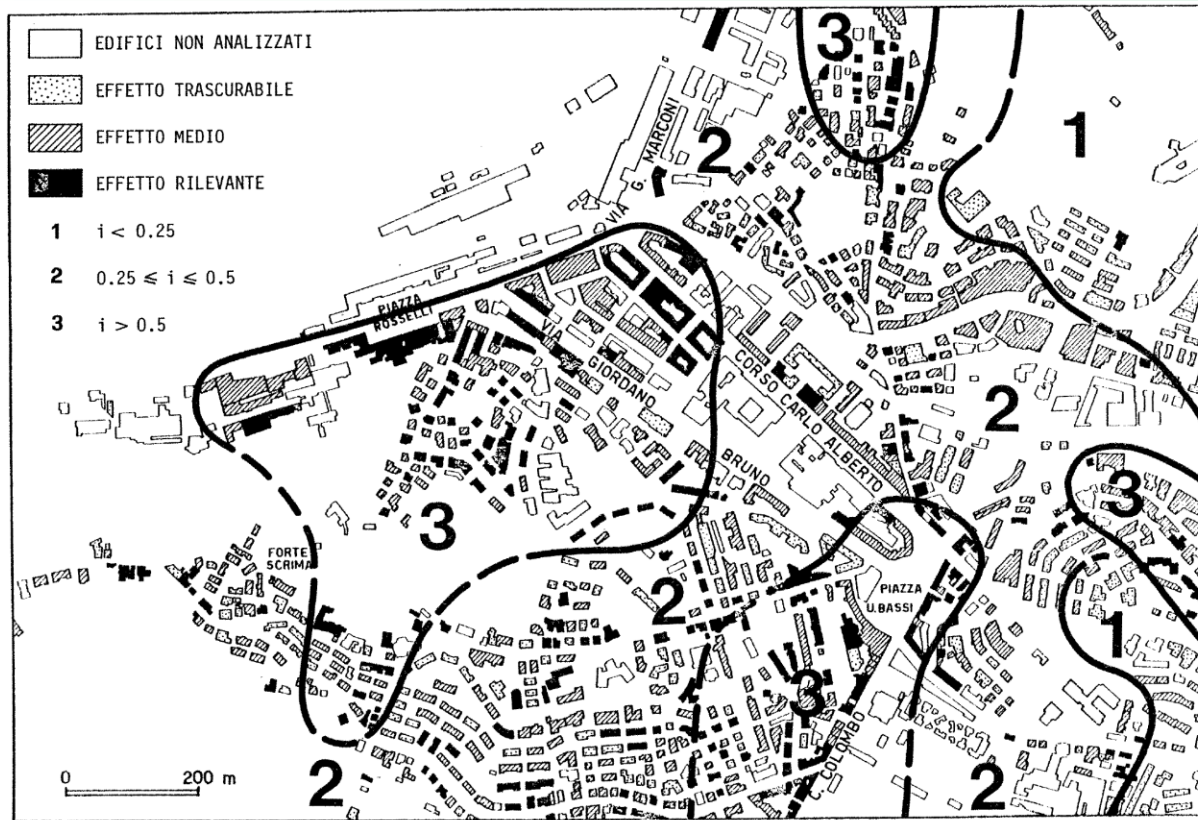 EDIFICI NON ANALIZZATI
EFFETTO TRASCURABILE
EFFETTO MEDIO
EFFETTO RILEVANTE
1 i < 0.25
2 0.25 ⩽ i ⩽ 0.5
3 i > 0.5
3
1
2
VIA G. MARCONI
PIAZZA
ROSSELLI
VIA GIORDANO BRUNO
CORSO CARLO ALBERTO
2
3
3
FORTE
SCRIMA
2
PIAZZA
U. BASSI
1
3
C. COLOMBO
2
2
0 200 m